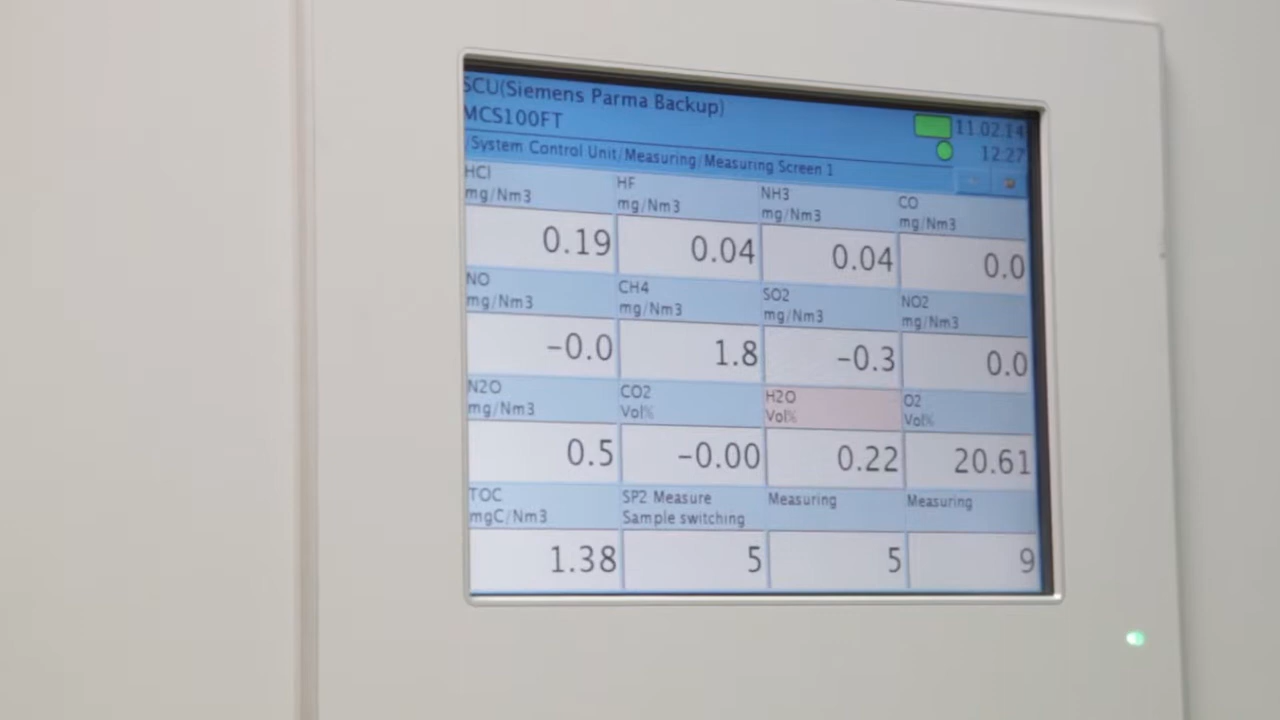 SCU(Siemens Parma Backup)
MCS100FT
11.02.14
12:27
/System Control Unit/Measuring/Measuring Screen 1
HCl HF NH3 CO
mg/Nm3 mg/Nm3 mg/Nm3 mg/Nm3
0.19 0.04 0.04 0.0
NO CH4 SO2 NO2
mg/Nm3 mg/Nm3 mg/Nm3 mg/Nm3
-0.0 1.8 -0.3 0.0
N2O CO2 H2O O2
mg/Nm3 Vol% Vol% Vol%
0.5 -0.00 0.22 20.61
TOC SP2 Measure Measuring Measuring
mgC/Nm3 Sample switching
1.38 5 5 9